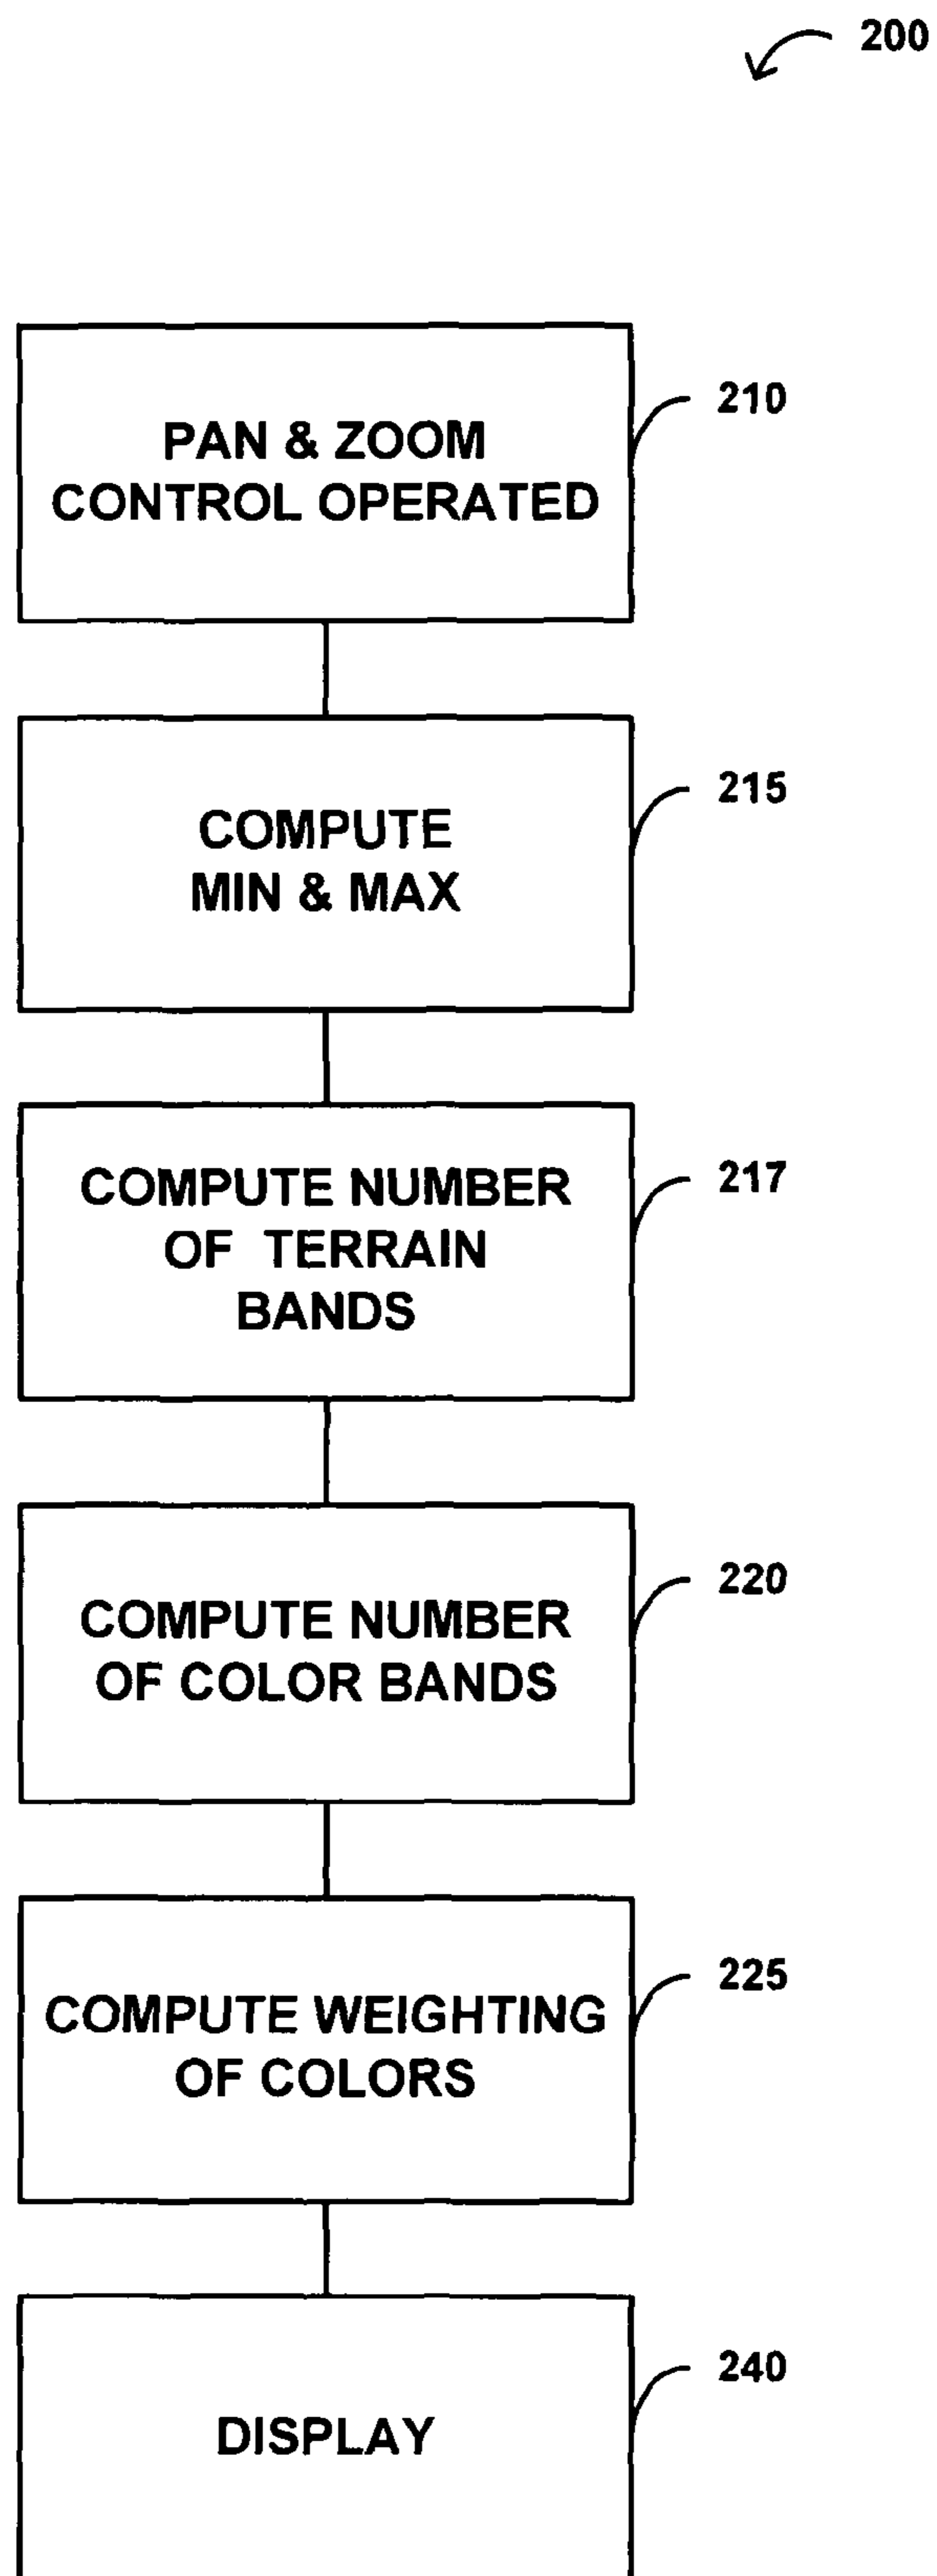 200
PAN & ZOOM
CONTROL OPERATED
210
COMPUTE
MIN & MAX
215
COMPUTE NUMBER
OF TERRAIN
BANDS
217
COMPUTE NUMBER
OF COLOR BANDS
220
COMPUTE WEIGHTING
OF COLORS
225
DISPLAY
240